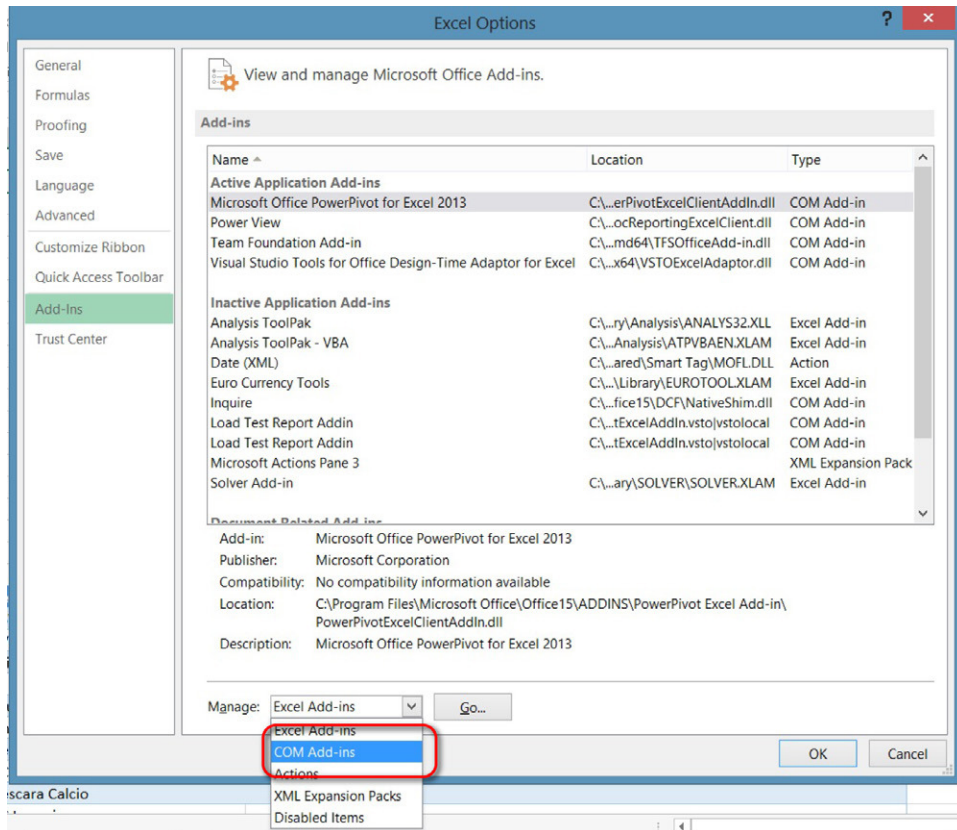 Excel Options
?
General
Formulas
Proofing
Save
Language
Advanced
Customize Ribbon
Quick Access Toolbar
Add-Ins
Trust Center
View and manage Microsoft Office Add-ins.
Add-ins
Name Location Type
Active Application Add-ins
Microsoft Office PowerPivot for Excel 2013 C:\...erPivotExcelClientAddIn.dll COM Add-in
Power View C:\...ocReportingExcelClient.dll COM Add-in
Team Foundation Add-in C:\...md64\TFSOfficeAdd-in.dll COM Add-in
Visual Studio Tools for Office Design-Time Adaptor for Excel C:\...x64\VSTOExcelAdaptor.dll COM Add-in
Inactive Application Add-ins
Analysis ToolPak C:\...ry\Analysis\ANALYS32.XLL Excel Add-in
Analysis ToolPak - VBA C:\...Analysis\ATPVBAEN.XLAM Excel Add-in
Date (XML) C:\...ared\Smart Tag\MOFL.DLL Action
Euro Currency Tools C:\...\Library\EUROTOOL.XLAM Excel Add-in
Inquire C:\...fice15\DCF\NativeShim.dll COM Add-in
Load Test Report Addin C:\...tExcelAddIn.vsto|vstolocal COM Add-in
Load Test Report Addin C:\...tExcelAddIn.vsto|vstolocal COM Add-in
Microsoft Actions Pane 3 XML Expansion Pack
Solver Add-in C:\...ary\SOLVER\SOLVER.XLAM Excel Add-in
Document Related Add-ins
Add-in: Microsoft Office PowerPivot for Excel 2013
Publisher: Microsoft Corporation
Compatibility: No compatibility information available
Location: C:\Program Files\Microsoft Office\Office15\ADDINS\PowerPivot Excel Add-in\
PowerPivotExcelClientAddIn.dll
Description: Microsoft Office PowerPivot for Excel 2013
Manage: Excel Add-ins Go...
Excel Add-ins
COM Add-ins
Actions
XML Expansion Packs
Disabled Items
OK Cancel
scara Calcio